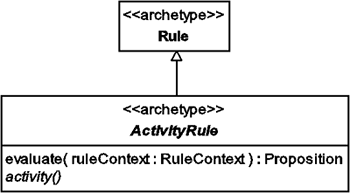 <<archetype>>
Rule
<<archetype>>
ActivityRule
evaluate( ruleContext : RuleContext ) : Proposition
activity()